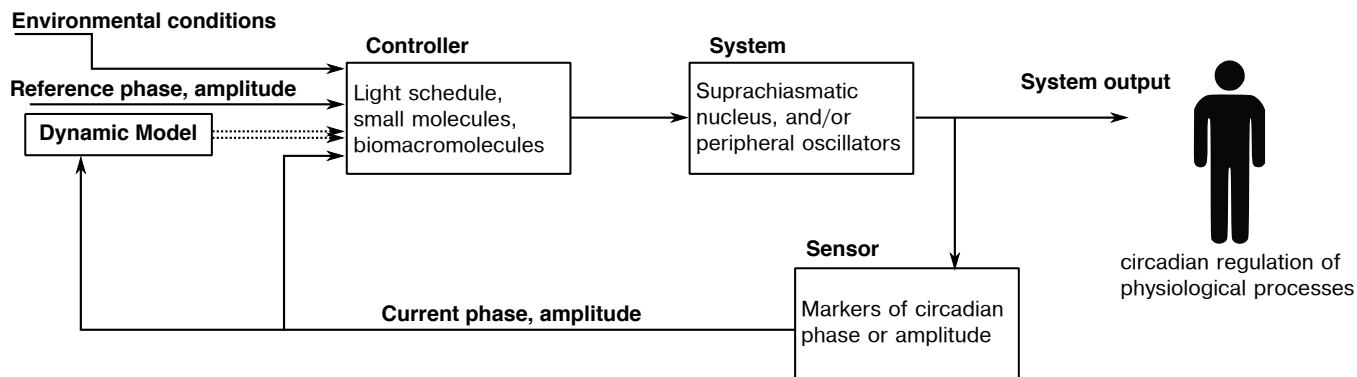 Environmental conditions
Controller
System
Reference phase, amplitude
Light schedule,
small molecules,
biomacromolecules
Suprachiasmatic
nucleus, and/or
peripheral oscillators
System output
Dynamic Model
Sensor
circadian regulation of
physiological processes
Current phase, amplitude
Markers of circadian
phase or amplitude